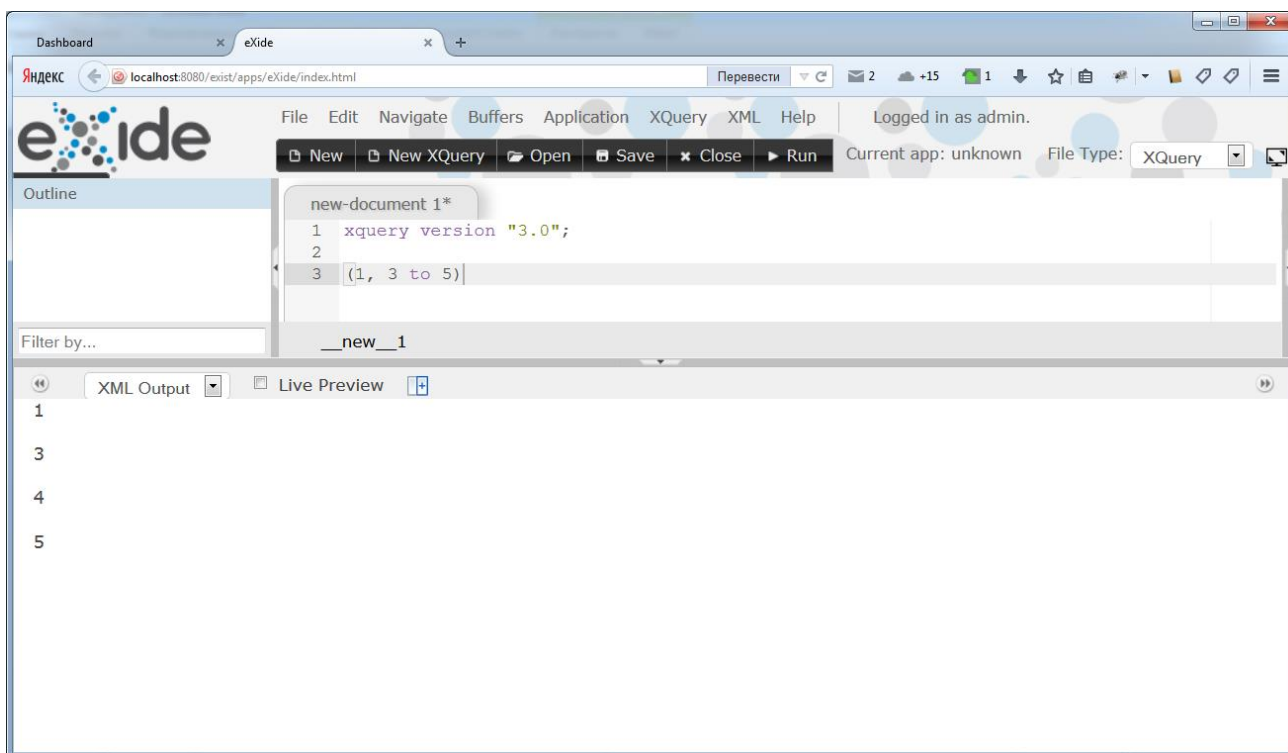 Dashboard
eXide
Яндекс
localhost:8080/exist/apps/eXide/index.html
Перевести
2
+15
1
eXide
File Edit Navigate Buffers Application XQuery XML Help
Logged in as admin.
New New XQuery Open Save Close Run
Current app: unknown
File Type: XQuery
Outline
new-document 1*
1 xquery version "3.0";
2
3 (1, 3 to 5)
Filter by...
__new__1
XML Output
Live Preview
1
3
4
5